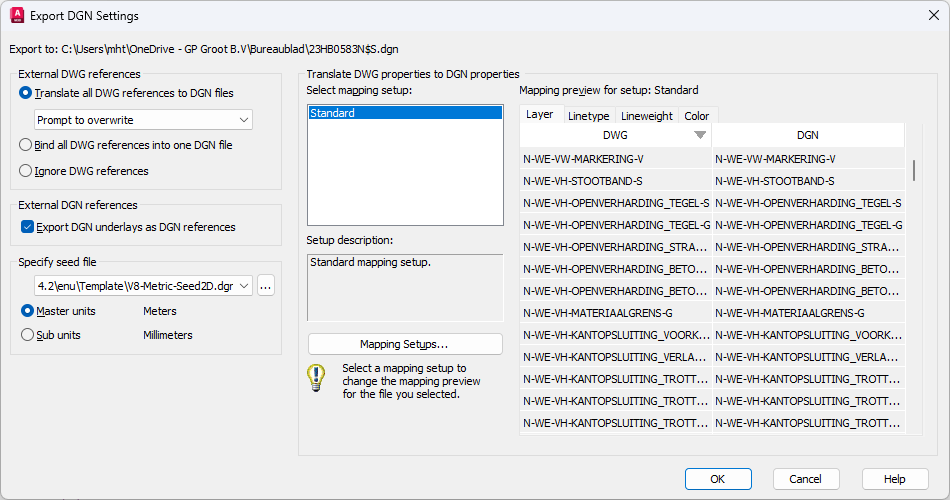 Export DGN Settings
Export to: C:\Users\mht\OneDrive - GP Groot B.V\Bureaublad\23HB0583N$S.dgn
External DWG references
Translate all DWG references to DGN files
Prompt to overwrite
Bind all DWG references into one DGN file
Ignore DWG references
External DGN references
Export DGN underlays as DGN references
Specify seed file
4.2\enu\Template\V8-Metric-Seed2D.dgn
...
Master units Meters
Sub units Millimeters
Translate DWG properties to DGN properties
Select mapping setup:
Standard
Setup description:
Standard mapping setup.
Mapping Setups...
Select a mapping setup to
change the mapping preview
for the file you selected.
Mapping preview for setup: Standard
Layer Linetype Lineweight Color
DWG DGN
N-WE-VW-MARKERING-V N-WE-VW-MARKERING-V
N-WE-VH-STOOTBAND-S N-WE-VH-STOOTBAND-S
N-WE-VH-OPENVERHARDING_TEGEL-S N-WE-VH-OPENVERHARDING_TEGEL-S
N-WE-VH-OPENVERHARDING_TEGEL-G N-WE-VH-OPENVERHARDING_TEGEL-G
N-WE-VH-OPENVERHARDING_STRA... N-WE-VH-OPENVERHARDING_STRA...
N-WE-VH-OPENVERHARDING_BETO... N-WE-VH-OPENVERHARDING_BETO...
N-WE-VH-OPENVERHARDING_BETO... N-WE-VH-OPENVERHARDING_BETO...
N-WE-VH-MATERIAALGRENS-G N-WE-VH-MATERIAALGRENS-G
N-WE-VH-KANTOPSLUITING_VOORK... N-WE-VH-KANTOPSLUITING_VOORK...
N-WE-VH-KANTOPSLUITING_VERLA... N-WE-VH-KANTOPSLUITING_VERLA...
N-WE-VH-KANTOPSLUITING_TROTT... N-WE-VH-KANTOPSLUITING_TROTT...
N-WE-VH-KANTOPSLUITING_TROTT... N-WE-VH-KANTOPSLUITING_TROTT...
N-WE-VH-KANTOPSLUITING_TROTT... N-WE-VH-KANTOPSLUITING_TROTT...
OK Cancel Help